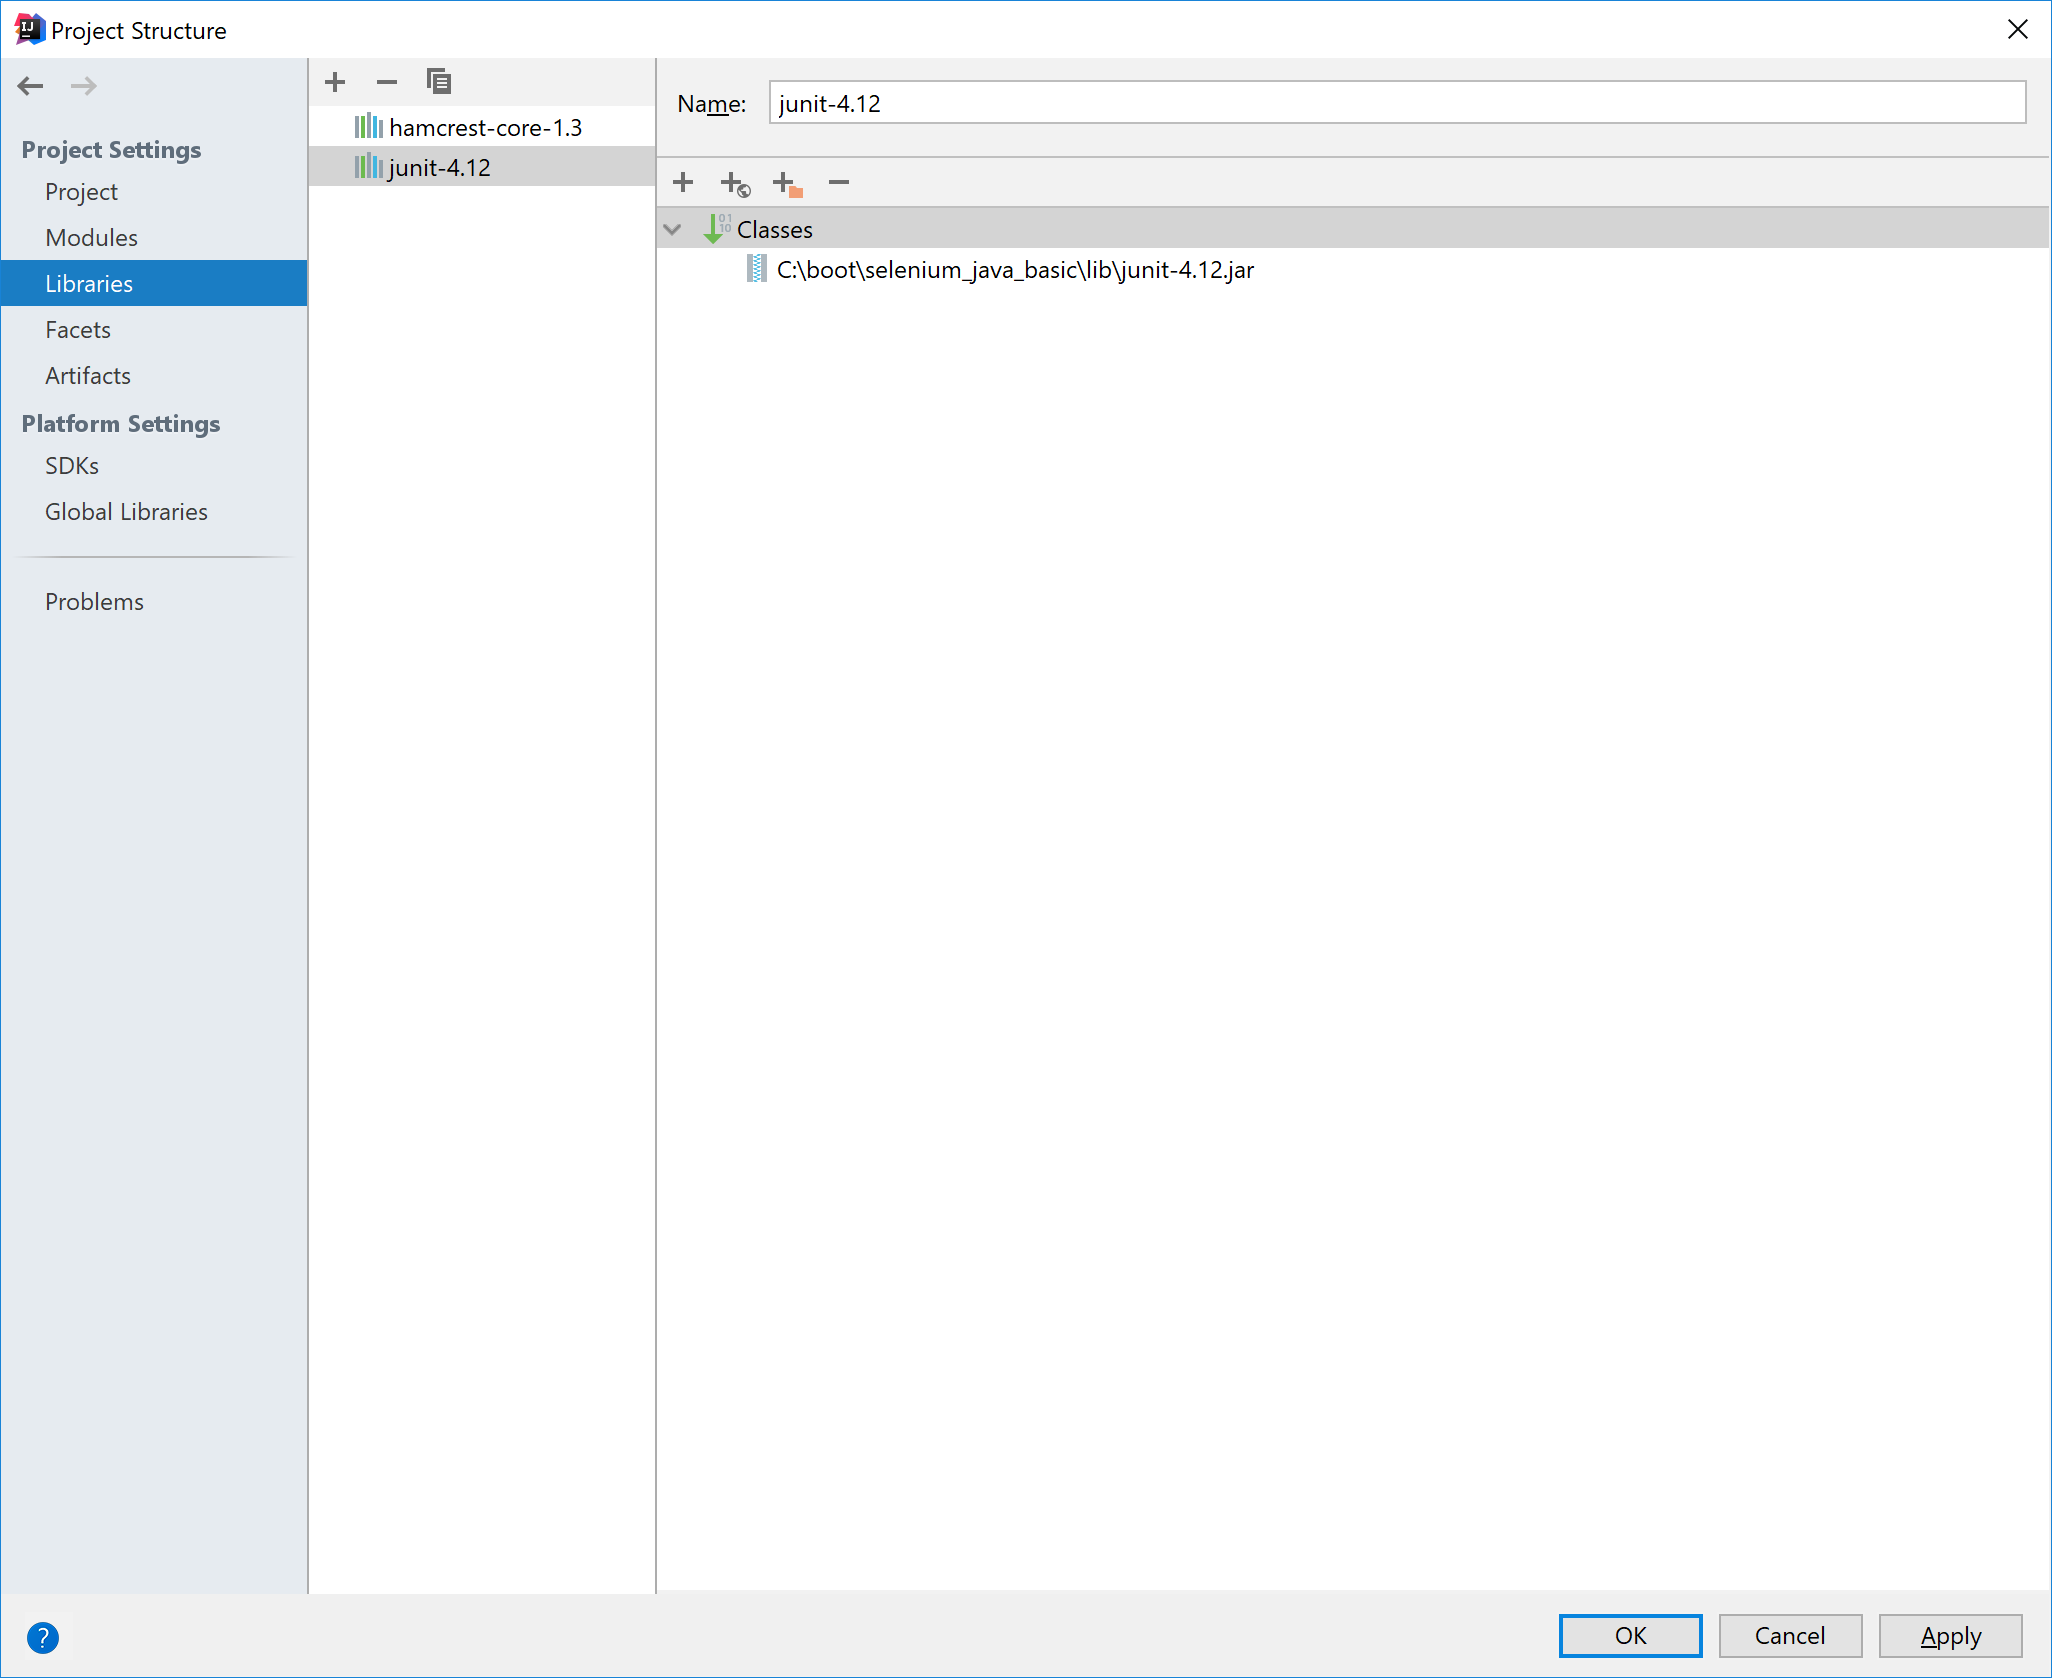 Project Structure
Project Settings
Project
Modules
Libraries
Facets
Artifacts
Platform Settings
SDKs
Global Libraries
Problems
hamcrest-core-1.3
junit-4.12
Name: junit-4.12
Classes
C:\boot\selenium_java_basic\lib\junit-4.12.jar
? OK Cancel Apply